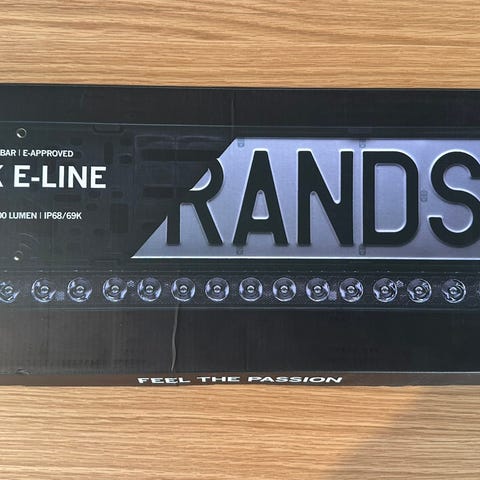 BAR | E-APPROVED
K E-LINE
00 LUMEN | IP68/69K
RANDS
FEEL THE PASSION